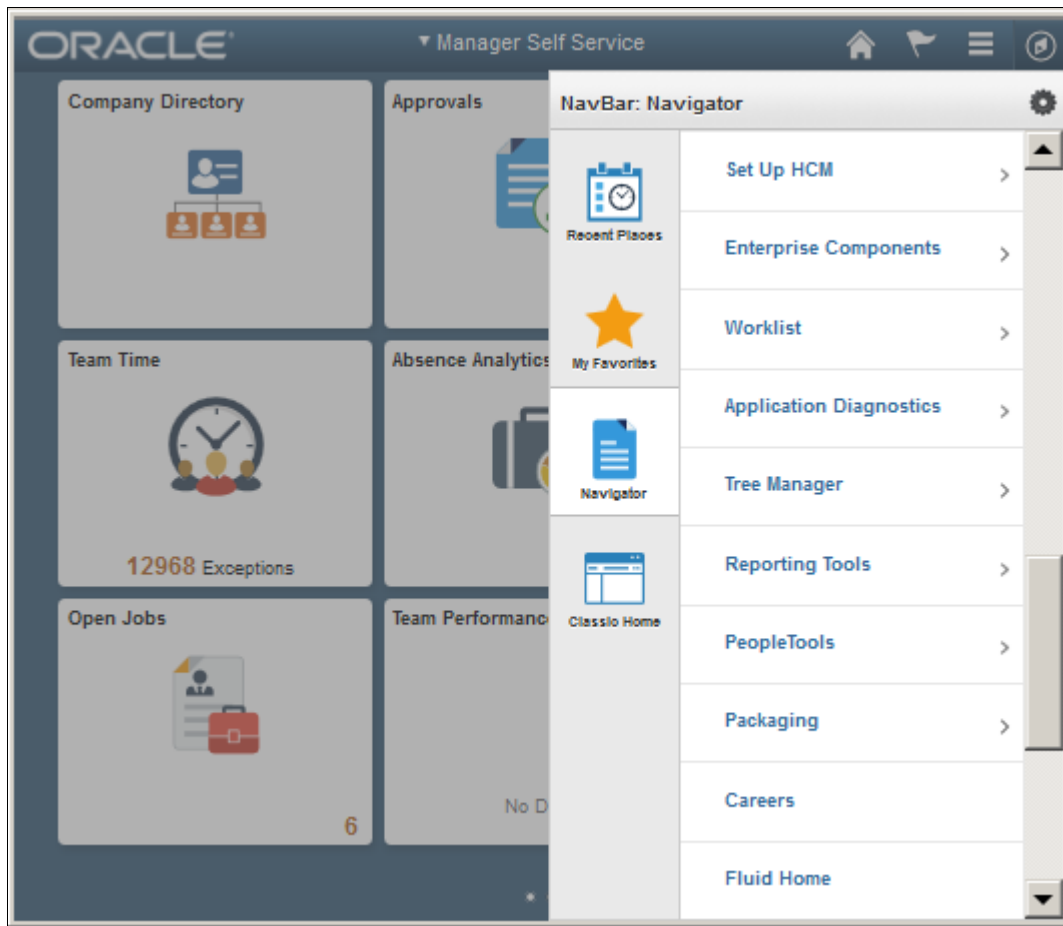 ORACLE
Manager Self Service
Company Directory
Approvals
Team Time
12968 Exceptions
Absence Analytics
Open Jobs
6
Team Performanc
No D
NavBar: Navigator
Recent Places
My Favorites
Navigator
Classic Home
Set Up HCM
Enterprise Components
Worklist
Application Diagnostics
Tree Manager
Reporting Tools
PeopleTools
Packaging
Careers
Fluid Home